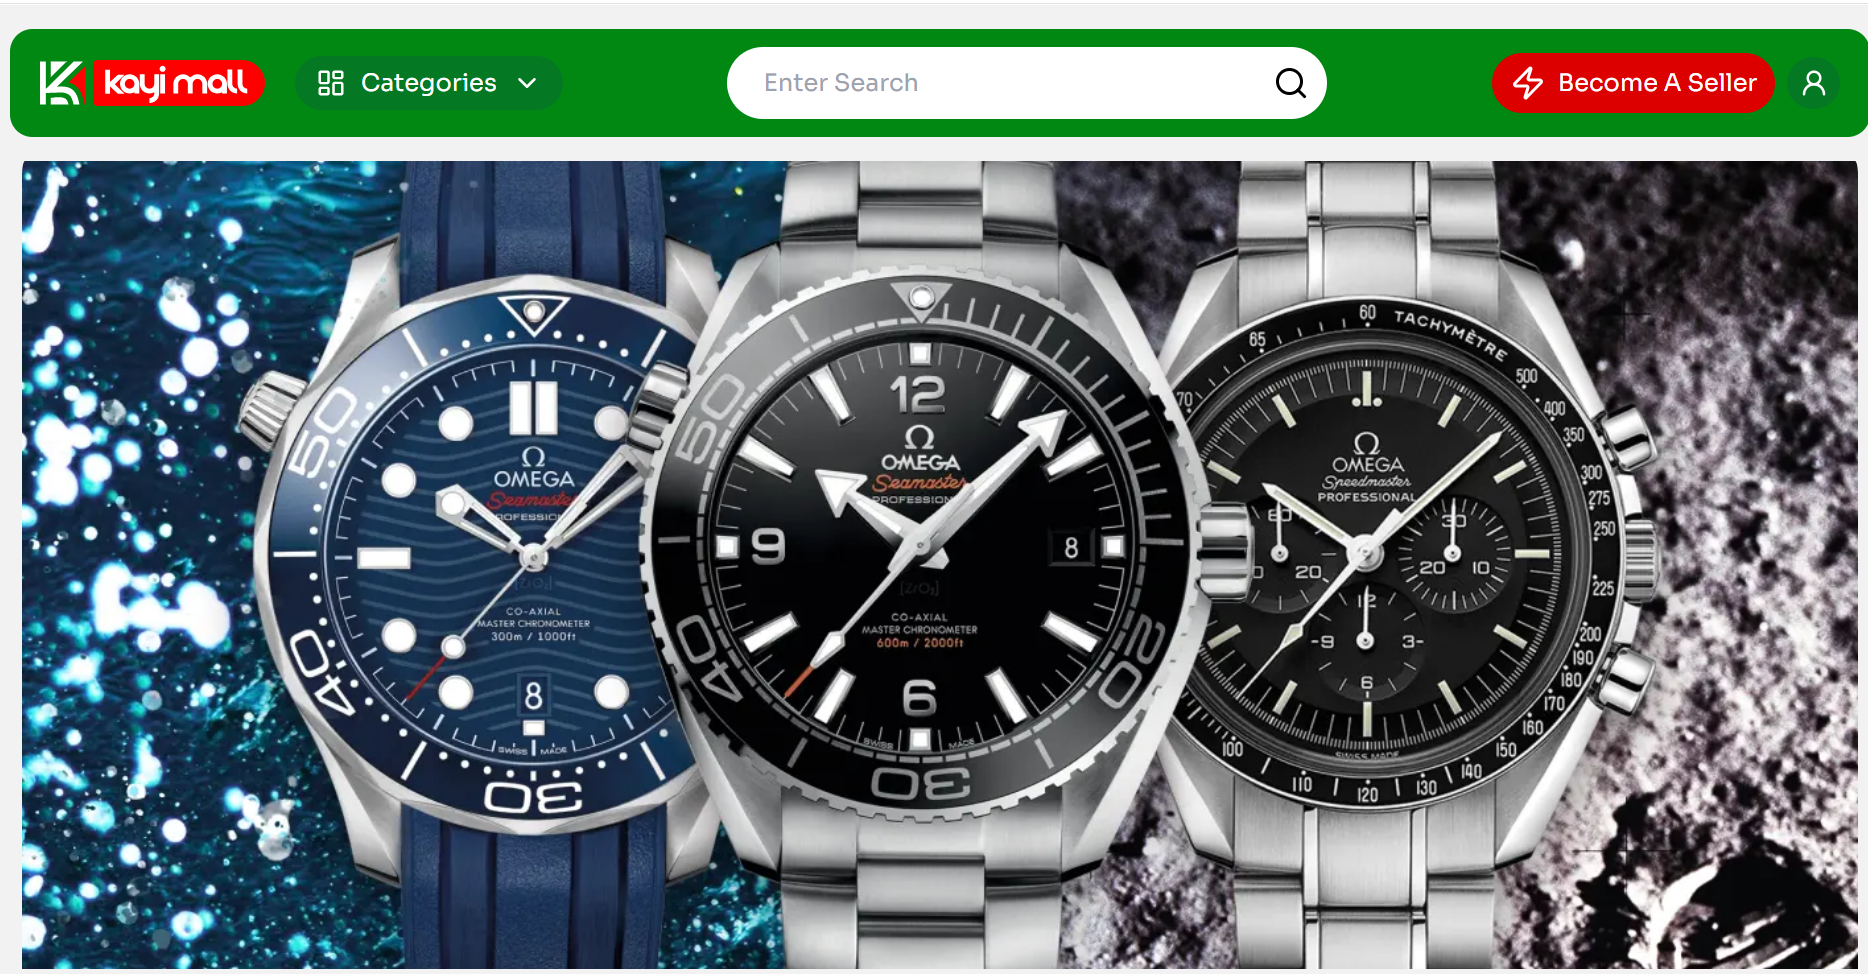 kayi mall
Categories
Enter Search
Become A Seller
50
OMEGA
Seamaster
PROFESSIONAL
[ZrO₂]
CO-AXIAL
MASTER CHRONOMETER
300m / 1000ft
8
SWISS MADE
40
30
50
12
OMEGA
Seamaster
PROFESSIONAL
9
8
[ZrO₂]
CO-AXIAL
MASTER CHRONOMETER
600m / 2000ft
6
SWISS MADE
40
20
30
60 TACHYMÈTRE
65
70
500
400
350
300
275
250
225
200
190
180
170
160
150
140
130
120
110
100
OMEGA
Speedmaster
PROFESSIONAL
60
20
30
20 10
12
9 3
6
SWISS MADE